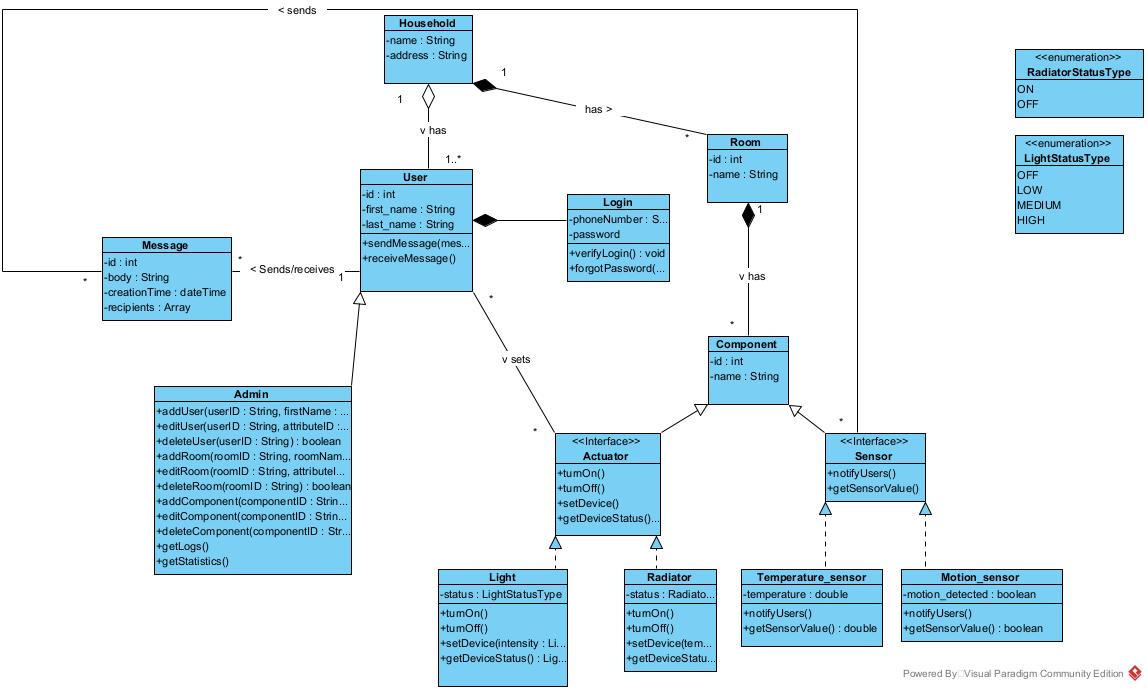 < sends
Household
-name : String
-address : String
1
1
v has
has >
1..*
*
<<enumeration>>
RadiatorStatusType
ON
OFF
<<enumeration>>
LightStatusType
OFF
LOW
MEDIUM
HIGH
Room
-id : int
-name : String
1
v has
*
User
-id : int
-first_name : String
-last_name : String
+sendMessage(mes...
+receiveMessage()
Login
-phoneNumber : S...
-password
+verifyLogin() : void
+forgotPassword(...
Message
-id : int
-body : String
-creationTime : dateTime
-recipients : Array
*
< Sends/receives
1
*
*
v sets
*
Component
-id : int
-name : String
Admin
+addUser(userID : String, firstName : ...
+editUser(userID : String, attributeID :...
+deleteUser(userID : String) : boolean
+addRoom(roomID : String, roomNam...
+editRoom(roomID : String, attributeI...
+deleteRoom(roomID : String) : boolean
+addComponent(componentID : Strin...
+editComponent(componentID : Strin...
+deleteComponent(componentID : Str...
+getLogs()
+getStatistics()
<<Interface>>
Actuator
+turnOn()
+turnOff()
+setDevice()
+getDeviceStatus()...
*
<<Interface>>
Sensor
+notifyUsers()
+getSensorValue()
Light
-status : LightStatusType
+turnOn()
+turnOff()
+setDevice(intensity : Li...
+getDeviceStatus() : Lig...
Radiator
-status : Radiato...
+turnOn()
+turnOff()
+setDevice(tem...
+getDeviceStatu...
Temperature_sensor
-temperature : double
+notifyUsers()
+getSensorValue() : double
Motion_sensor
-motion_detected : boolean
+notifyUsers()
+getSensorValue() : boolean
Powered By Visual Paradigm Community Edition